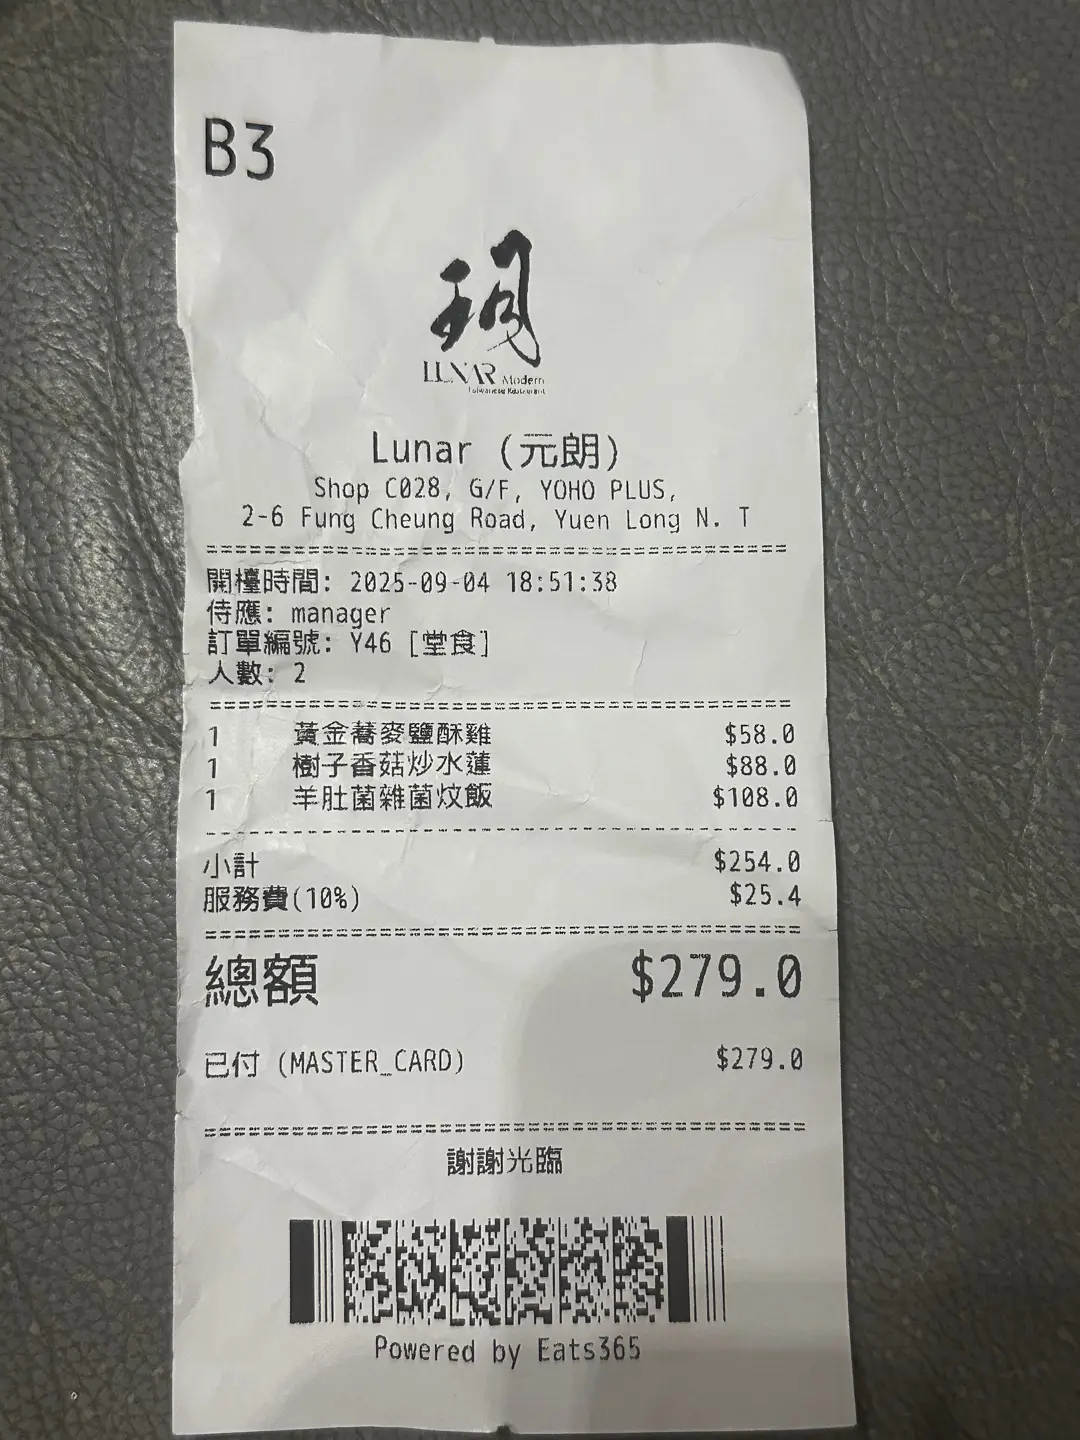 B3
玥
LUNAR Modern
Taiwanese Restaurant
Lunar (元朗)
Shop C028, G/F, YOHO PLUS,
2-6 Fung Cheung Road, Yuen Long N. T
開檯時間: 2025-09-04 18:51:38
侍應: manager
訂單編號: Y46 [堂食]
人數: 2
1 黃金蕎麥鹽酥雞 $58.0
1 樹子香菇炒水蓮 $88.0
1 羊肚菌雜菌炆飯 $108.0
小計 $254.0
服務費(10%) $25.4
總額 $279.0
已付 (MASTER_CARD) $279.0
謝謝光臨
Powered by Eats365